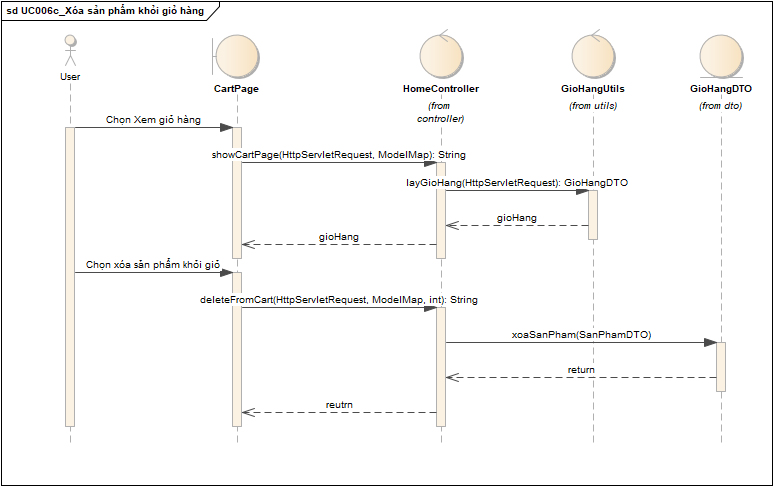 sd UC006c_Xóa sản phẩm khỏi giỏ hàng
User
CartPage
HomeController
(from
controller)
GioHangUtils
(from utils)
GioHangDTO
(from dto)
Chọn Xem giỏ hàng
showCartPage(HttpServletRequest, ModelMap): String
layGioHang(HttpServletRequest): GioHangDTO
gioHang
gioHang
Chọn xóa sản phẩm khỏi giỏ
deleteFromCart(HttpServletRequest, ModelMap, int): String
xoaSanPham(SanPhamDTO)
return
reutrn